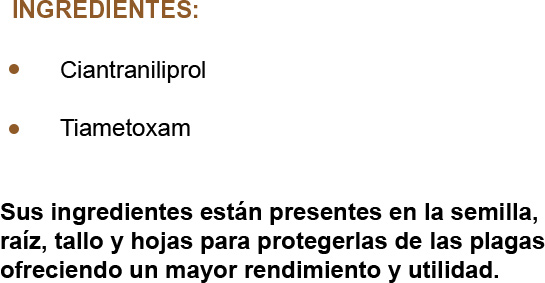 INGREDIENTES:
• Ciantraniliprol
• Tiametoxam
Sus ingredientes están presentes en la semilla,
raíz, tallo y hojas para protegerlas de las plagas
ofreciendo un mayor rendimiento y utilidad.